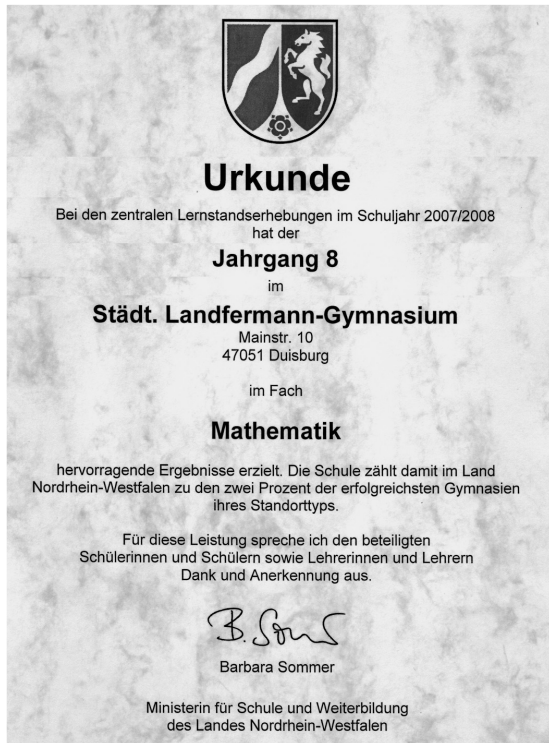 Urkunde
Bei den zentralen Lernstandserhebungen im Schuljahr 2007/2008
hat der
Jahrgang 8
im
Städt. Landfermann-Gymnasium
Mainstr. 10
47051 Duisburg
im Fach
Mathematik
hervorragende Ergebnisse erzielt. Die Schule zählt damit im Land
Nordrhein-Westfalen zu den zwei Prozent der erfolgreichsten Gymnasien
ihres Standorttyps.
Für diese Leistung spreche ich den beteiligten
Schülerinnen und Schülern sowie Lehrerinnen und Lehrern
Dank und Anerkennung aus.
B. Sommer
Barbara Sommer
Ministerin für Schule und Weiterbildung
des Landes Nordrhein-Westfalen